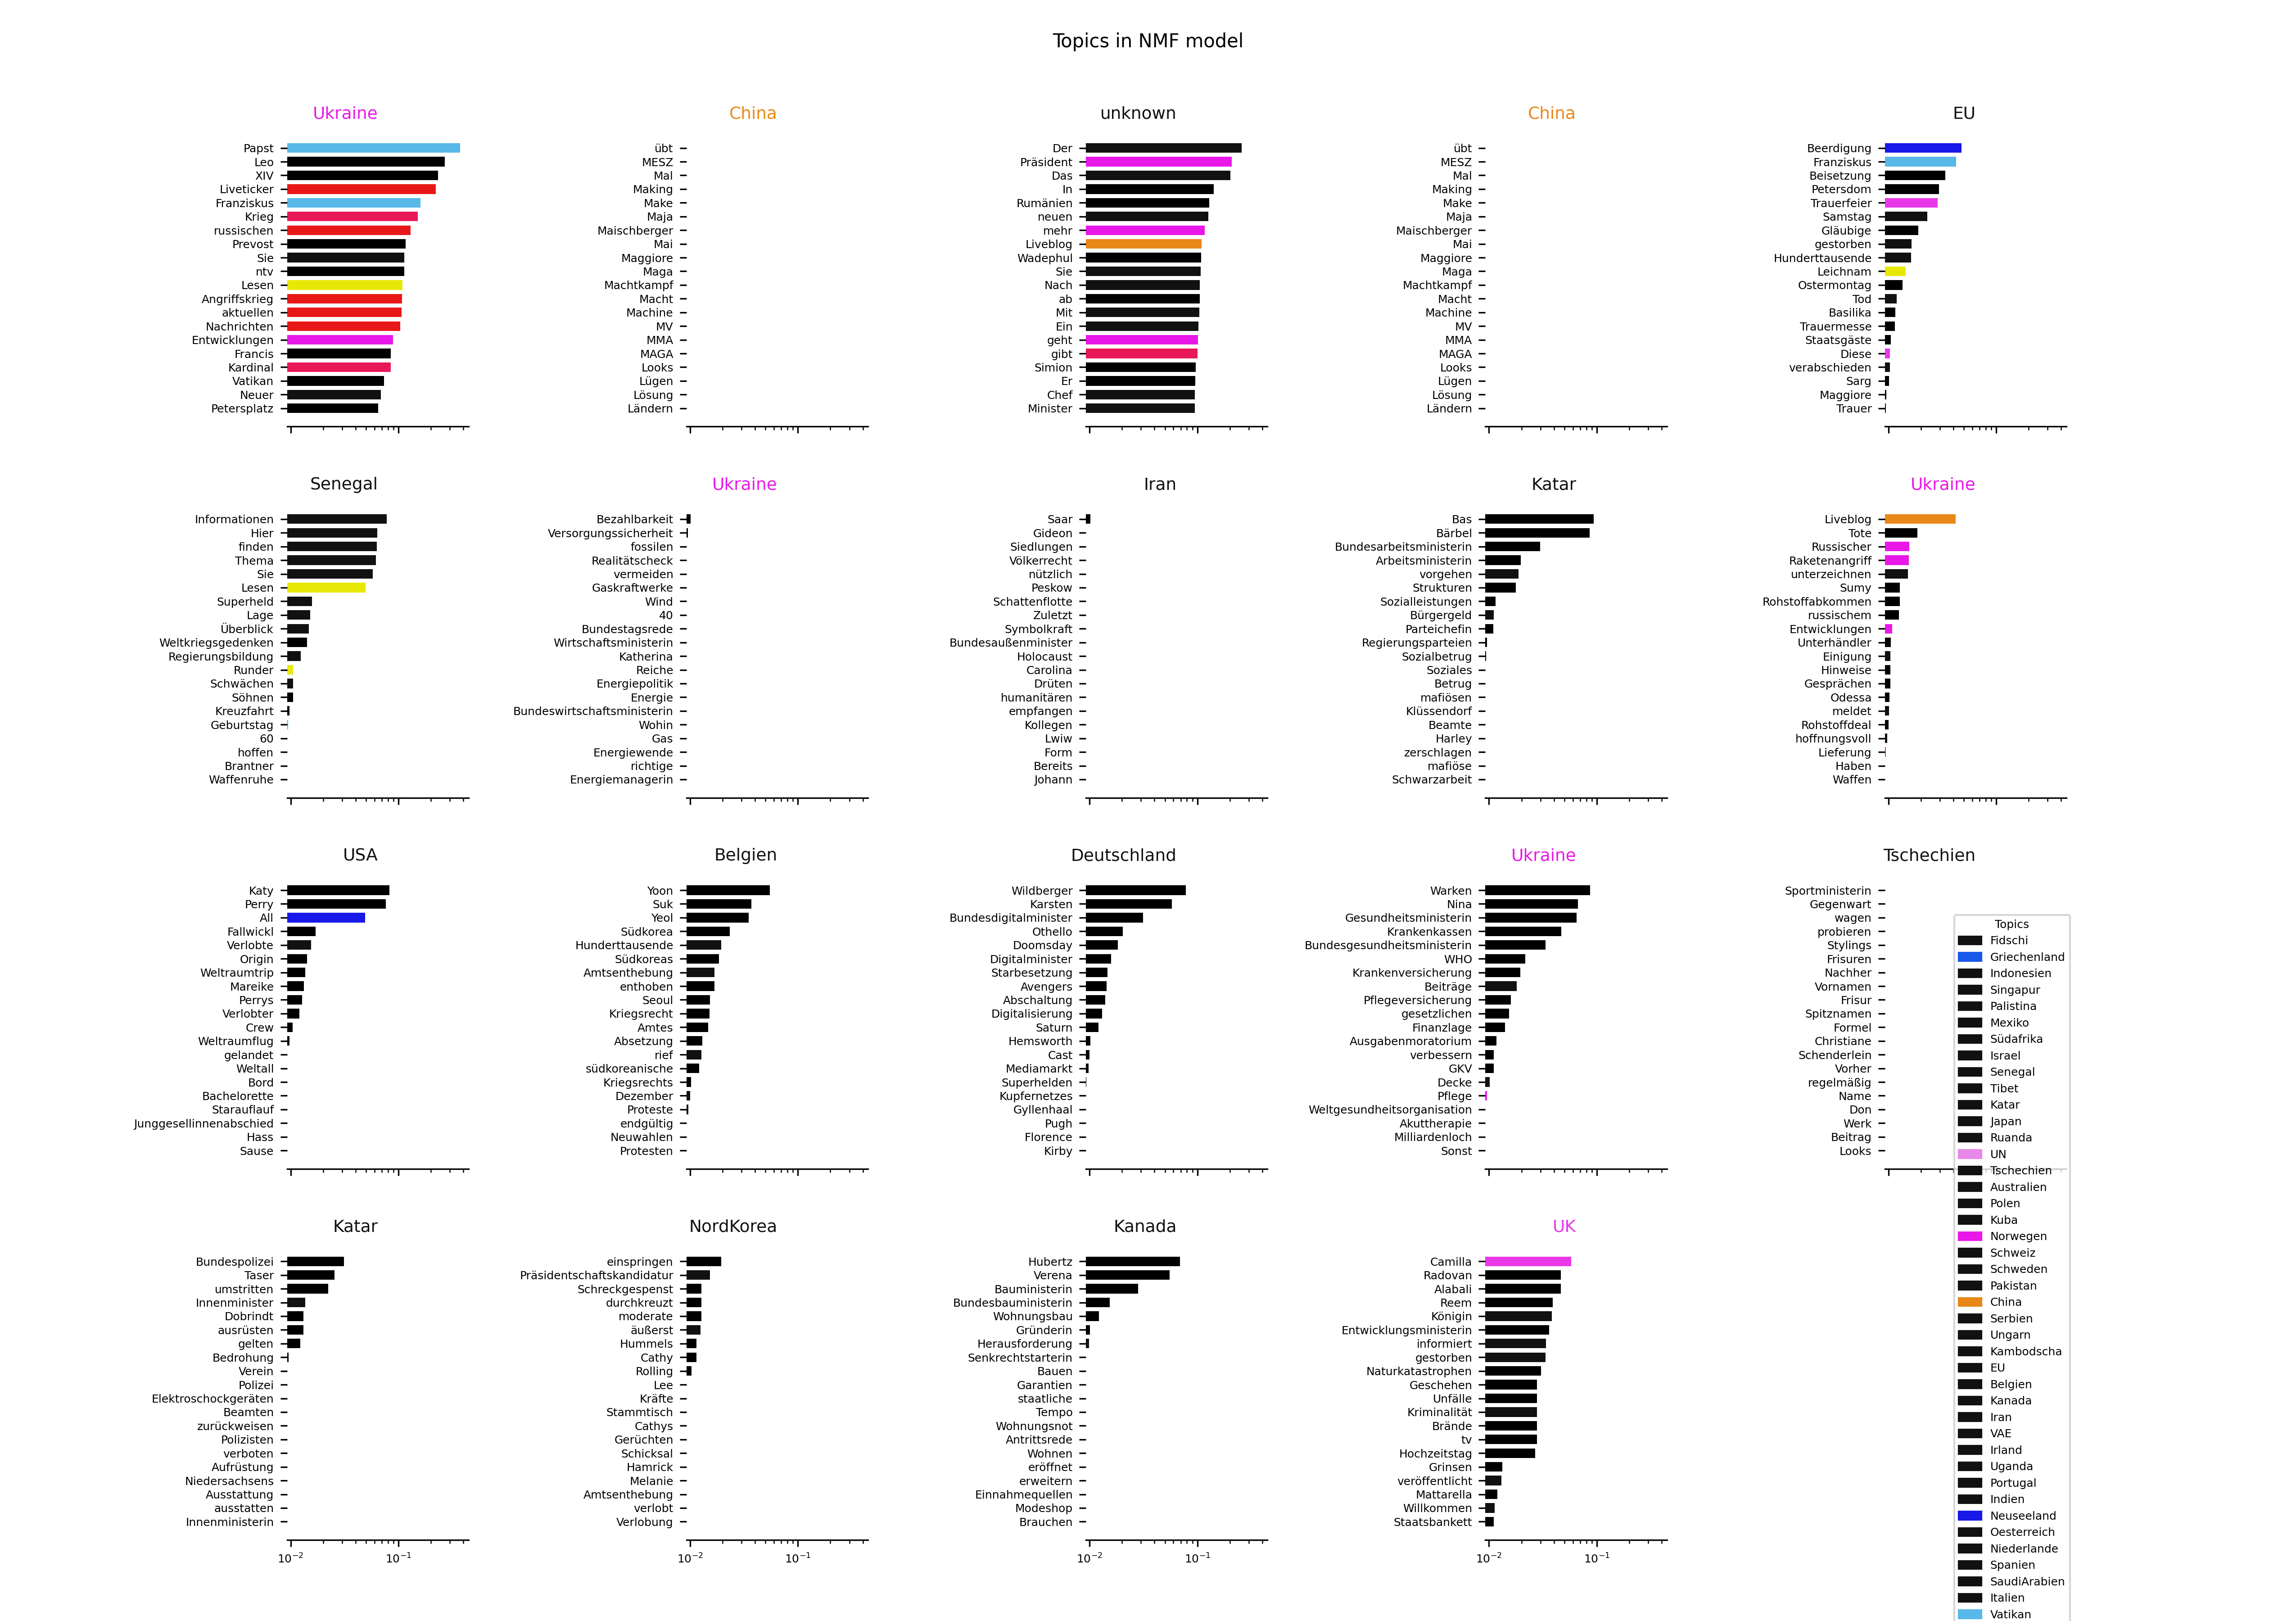 Topics in NMF model
Ukraine
Papst
Leo
XIV
Liveticker
Franziskus
Krieg
russischen
Prevost
Sie
ntv
Lesen
Angriffskrieg
aktuellen
Nachrichten
Entwicklungen
Francis
Kardinal
Vatikan
Neuer
Petersplatz
China
übt
MESZ
Mal
Making
Make
Maja
Maischberger
Mai
Maggiore
Maga
Machtkampf
Macht
Machine
MV
MMA
MAGA
Looks
Lügen
Lösung
Ländern
unknown
Der
Präsident
Das
In
Rumänien
neuen
mehr
Liveblog
Wadephul
Sie
Nach
ab
Mit
Ein
geht
gibt
Simion
Er
Chef
Minister
China
übt
MESZ
Mal
Making
Make
Maja
Maischberger
Mai
Maggiore
Maga
Machtkampf
Macht
Machine
MV
MMA
MAGA
Looks
Lügen
Lösung
Ländern
EU
Beerdigung
Franziskus
Beisetzung
Petersdom
Trauerfeier
Samstag
Gläubige
gestorben
Hunderttausende
Leichnam
Ostermontag
Tod
Basilika
Trauermesse
Staatsgäste
Diese
verabschieden
Sarg
Maggiore
Trauer
Senegal
Informationen
Hier
finden
Thema
Sie
Lesen
Superheld
Lage
Überblick
Weltkriegsgedenken
Regierungsbildung
Runder
Schwächen
Söhnen
Kreuzfahrt
Geburtstag
60
hoffen
Brantner
Waffenruhe
Ukraine
Bezahlbarkeit
Versorgungssicherheit
fossilen
Realitätscheck
vermeiden
Gaskraftwerke
Wind
40
Bundestagsrede
Wirtschaftsministerin
Katherina
Reiche
Energiepolitik
Energie
Bundeswirtschaftsministerin
Wohin
Gas
Energiewende
richtige
Energiemanagerin
Iran
Saar
Gideon
Siedlungen
Völkerrecht
nützlich
Peskow
Schattenflotte
Zuletzt
Symbolkraft
Bundesaußenminister
Holocaust
Carolina
Drüten
humanitären
empfangen
Kollegen
Lwiw
Form
Bereits
Johann
Katar
Bas
Bärbel
Bundesarbeitsministerin
Arbeitsministerin
vorgehen
Strukturen
Sozialleistungen
Bürgergeld
Parteichefin
Regierungsparteien
Sozialbetrug
Soziales
Betrug
mafiösen
Klüssendorf
Beamte
Harley
zerschlagen
mafiöse
Schwarzarbeit
Ukraine
Liveblog
Tote
Russischer
Raketenangriff
unterzeichnen
Sumy
Rohstoffabkommen
russischem
Entwicklungen
Unterhändler
Einigung
Hinweise
Gesprächen
Odessa
meldet
Rohstoffdeal
hoffnungsvoll
Lieferung
Haben
Waffen
USA
Katy
Perry
All
Fallwickl
Verlobte
Origin
Weltraumtrip
Mareike
Perrys
Verlobter
Crew
Weltraumflug
gelandet
Weltall
Bord
Bachelorette
Starauflauf
Junggesellinnenabschied
Hass
Sause
Belgien
Yoon
Suk
Yeol
Südkorea
Hunderttausende
Südkoreas
Amtsenthebung
enthoben
Seoul
Kriegsrecht
Amtes
Absetzung
rief
südkoreanische
Kriegsrechts
Dezember
Proteste
endgültig
Neuwahlen
Protesten
Deutschland
Wildberger
Karsten
Bundesdigitalminister
Othello
Doomsday
Digitalminister
Starbesetzung
Avengers
Abschaltung
Digitalisierung
Saturn
Hemsworth
Cast
Mediamarkt
Superhelden
Kupfernetzes
Gyllenhaal
Pugh
Florence
Kirby
Ukraine
Warken
Nina
Gesundheitsministerin
Krankenkassen
Bundesgesundheitsministerin
WHO
Krankenversicherung
Beiträge
Pflegeversicherung
gesetzlichen
Finanzlage
Ausgabenmoratorium
verbessern
GKV
Decke
Pflege
Weltgesundheitsorganisation
Akuttherapie
Milliardenloch
Sonst
Tschechien
Sportministerin
Gegenwart
wagen
probieren
Stylings
Frisuren
Nachher
Vornamen
Frisur
Spitznamen
Formel
Christiane
Schenderlein
Vorher
regelmäßig
Name
Don
Werk
Beitrag
Looks
Katar
Bundespolizei
Taser
umstritten
Innenminister
Dobrindt
ausrüsten
gelten
Bedrohung
Verein
Polizei
Elektroschockgeräten
Beamten
zurückweisen
Polizisten
verboten
Aufrüstung
Niedersachsens
Ausstattung
ausstatten
Innenministerin
10⁻² 10⁻¹
NordKorea
einspringen
Präsidentschaftskandidatur
Schreckgespenst
durchkreuzt
moderate
äußerst
Hummels
Cathy
Rolling
Lee
Kräfte
Stammtisch
Cathys
Gerüchten
Schicksal
Hamrick
Melanie
Amtsenthebung
verlobt
Verlobung
10⁻² 10⁻¹
Kanada
Hubertz
Verena
Bauministerin
Bundesbauministerin
Wohnungsbau
Gründerin
Herausforderung
Senkrechtstarterin
Bauen
Garantien
staatliche
Tempo
Wohnungsnot
Antrittsrede
Wohnen
eröffnet
erweitern
Einnahmequellen
Modeshop
Brauchen
10⁻² 10⁻¹
UK
Camilla
Radovan
Alabali
Reem
Königin
Entwicklungsministerin
informiert
gestorben
Naturkatastrophen
Geschehen
Unfälle
Kriminalität
Brände
tv
Hochzeitstag
Grinsen
veröffentlicht
Mattarella
Willkommen
Staatsbankett
10⁻² 10⁻¹
Topics
Fidschi
Griechenland
Indonesien
Singapur
Palistina
Mexiko
Südafrika
Israel
Senegal
Tibet
Katar
Japan
Ruanda
UN
Tschechien
Australien
Polen
Kuba
Norwegen
Schweiz
Schweden
Pakistan
China
Serbien
Ungarn
Kambodscha
EU
Belgien
Kanada
Iran
VAE
Irland
Uganda
Portugal
Indien
Neuseeland
Oesterreich
Niederlande
Spanien
SaudiArabien
Italien
Vatikan